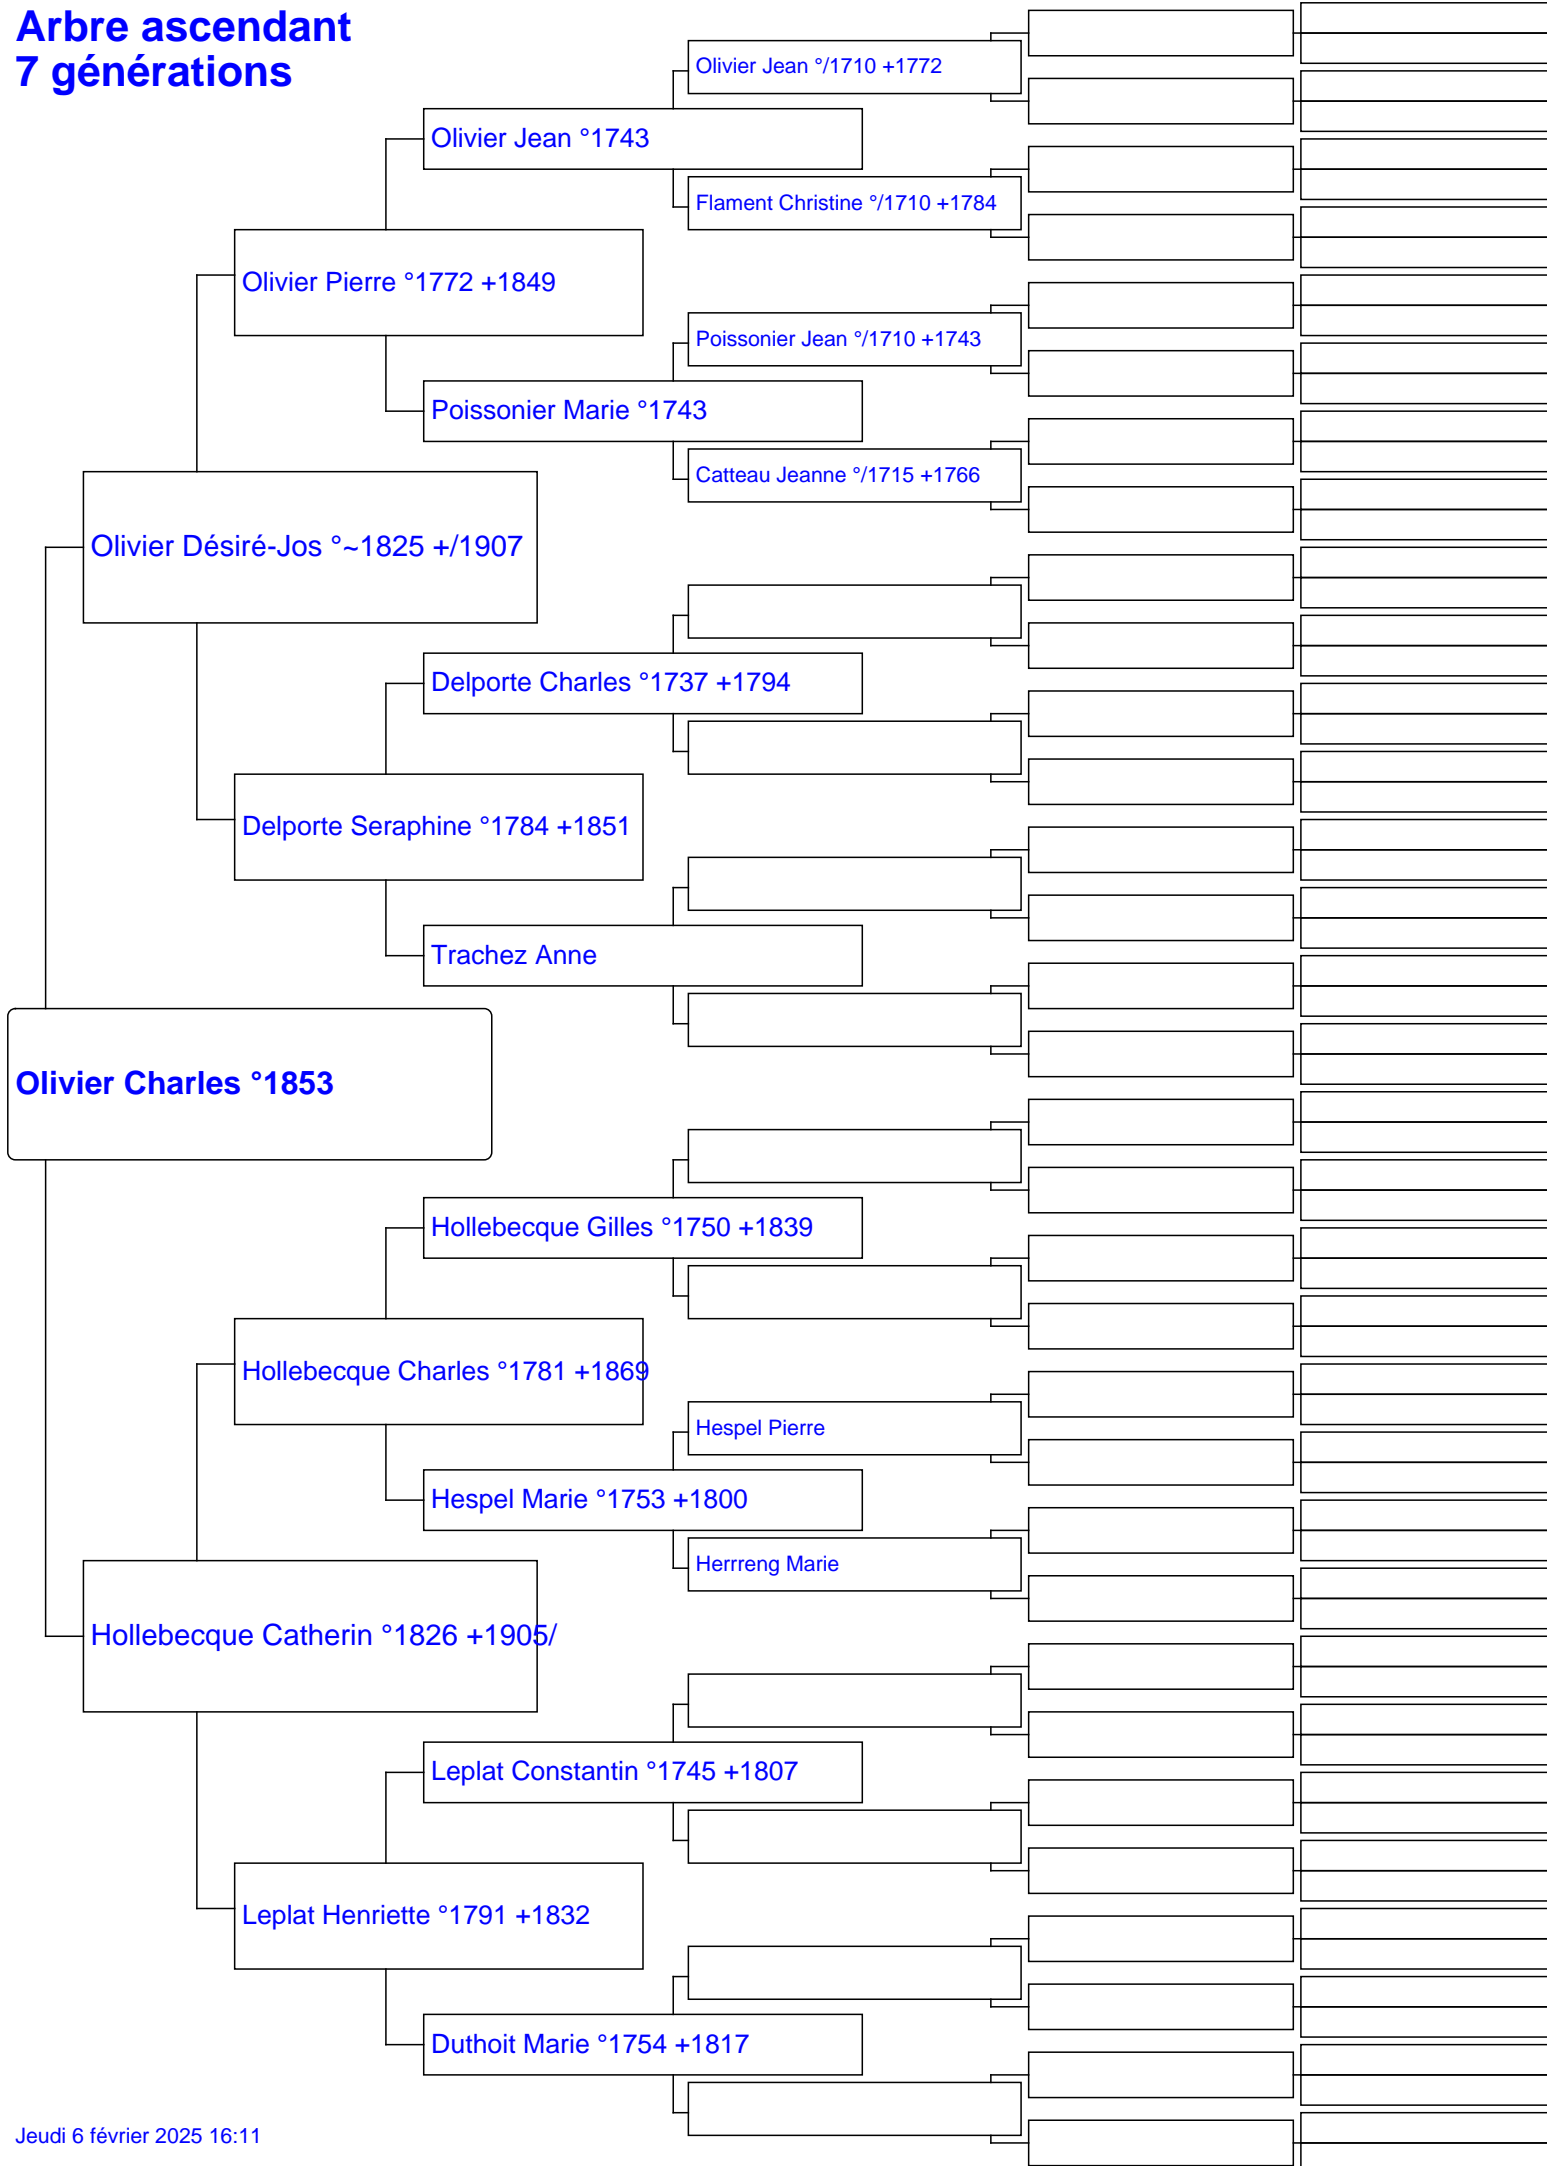 Arbre ascendant
7 générations
Olivier Jean °/1710 +1772
Olivier Jean °1743
Flament Christine °/1710 +1784
Olivier Pierre °1772 +1849
Poissonier Jean °/1710 +1743
Poissonier Marie °1743
Catteau Jeanne °/1715 +1766
Olivier Désiré-Jos °~1825 +/1907
Delporte Charles °1737 +1794
Delporte Seraphine °1784 +1851
Trachez Anne
Olivier Charles °1853
Hollebecque Gilles °1750 +1839
Hollebecque Charles °1781 +1869
Hespel Pierre
Hespel Marie °1753 +1800
Herrreng Marie
Hollebecque Catherin °1826 +1905/
Leplat Constantin °1745 +1807
Leplat Henriette °1791 +1832
Duthoit Marie °1754 +1817
Jeudi 6 février 2025 16:11